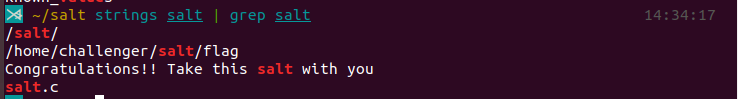 ~/salt strings salt | grep salt 14:34:17
/salt/
/home/challenger/salt/flag
Congratulations!! Take this salt with you
salt.c